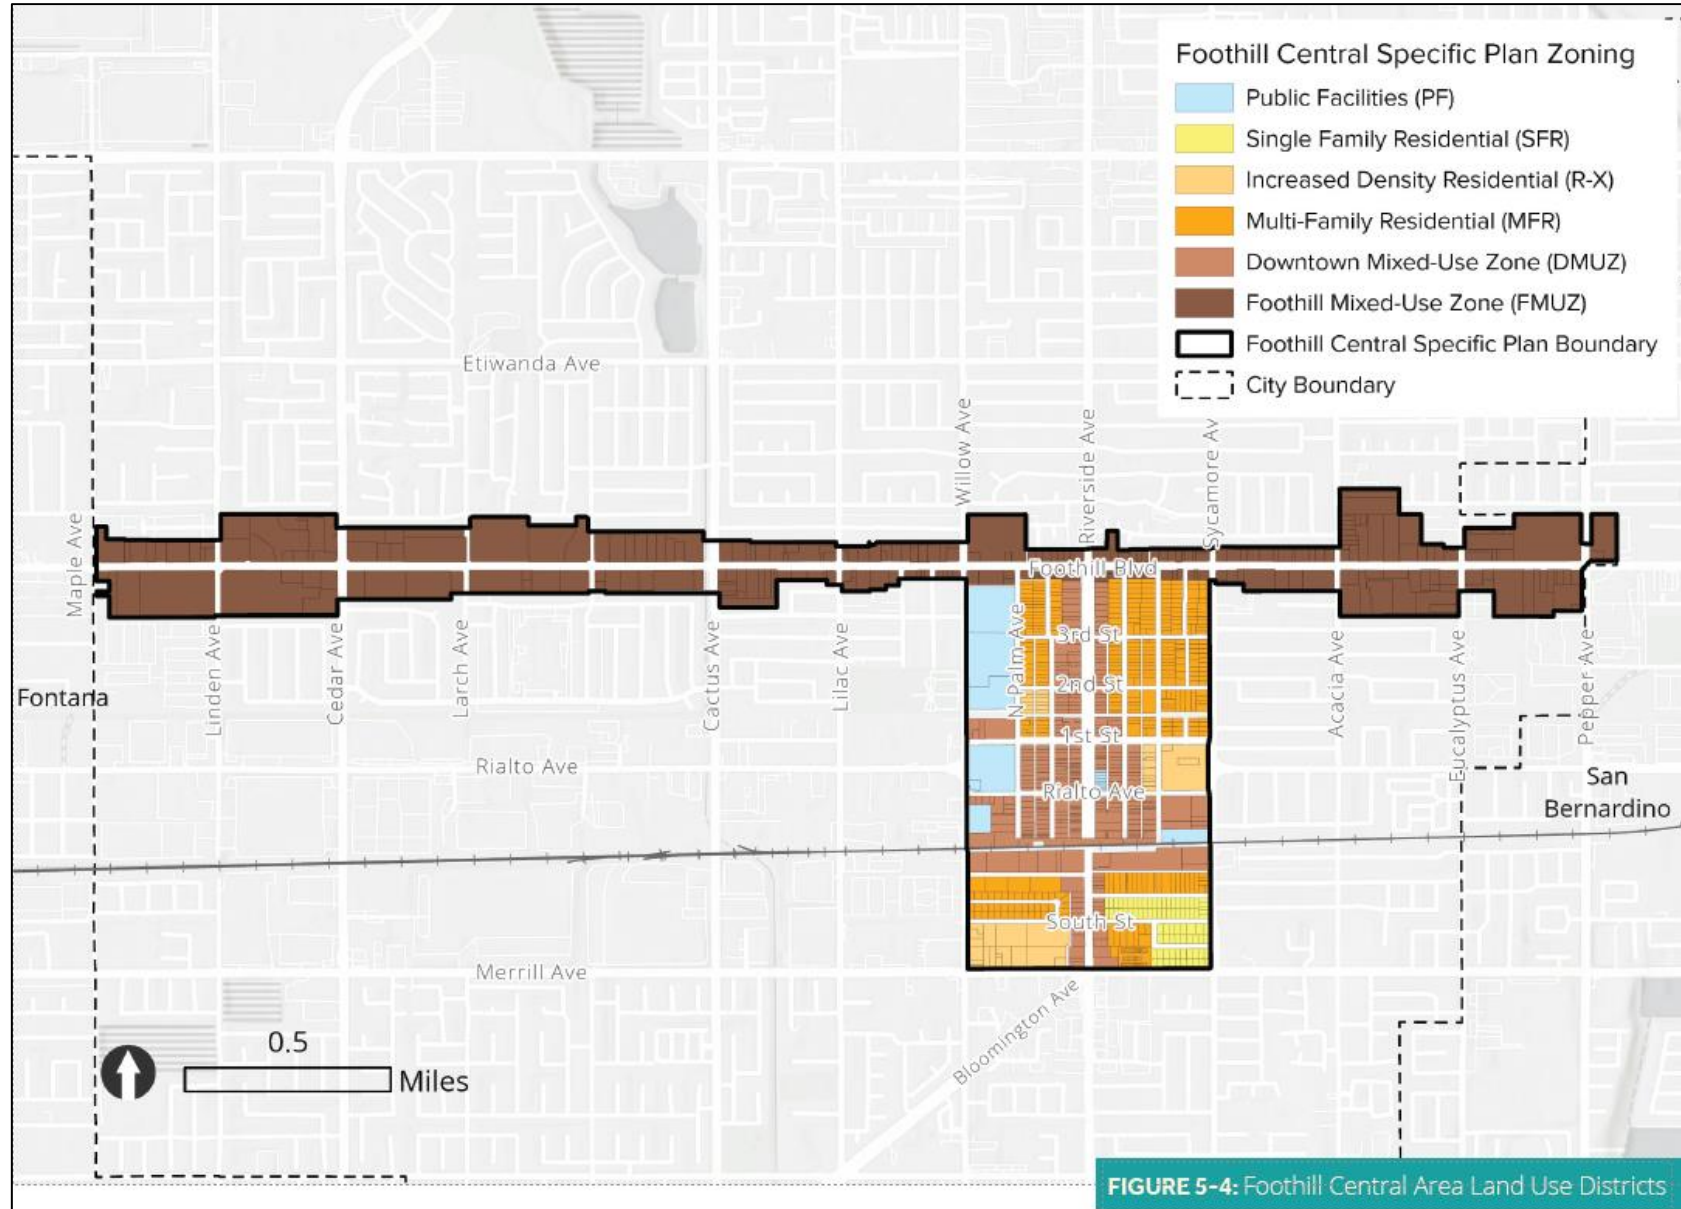 Foothill Central Specific Plan Zoning
Public Facilities (PF)
Single Family Residential (SFR)
Increased Density Residential (R-X)
Multi-Family Residential (MFR)
Downtown Mixed-Use Zone (DMUZ)
Foothill Mixed-Use Zone (FMUZ)
Foothill Central Specific Plan Boundary
City Boundary
Etiwanda Ave
Willow Ave
Riverside Ave
Sycamore Av
Maple Ave
Foothill Blvd
Linden Ave
Cedar Ave
Larch Ave
Cactus Ave
Lilac Ave
N Palm Ave
3rd St
2nd St
1st St
Acacia Ave
Eucalyptus Ave
Pepper Ave
Fontana
Rialto Ave
Rialto Ave
San
Bernardino
South St
Merrill Ave
Bloomington Ave
0.5
Miles
FIGURE 5-4: Foothill Central Area Land Use Districts